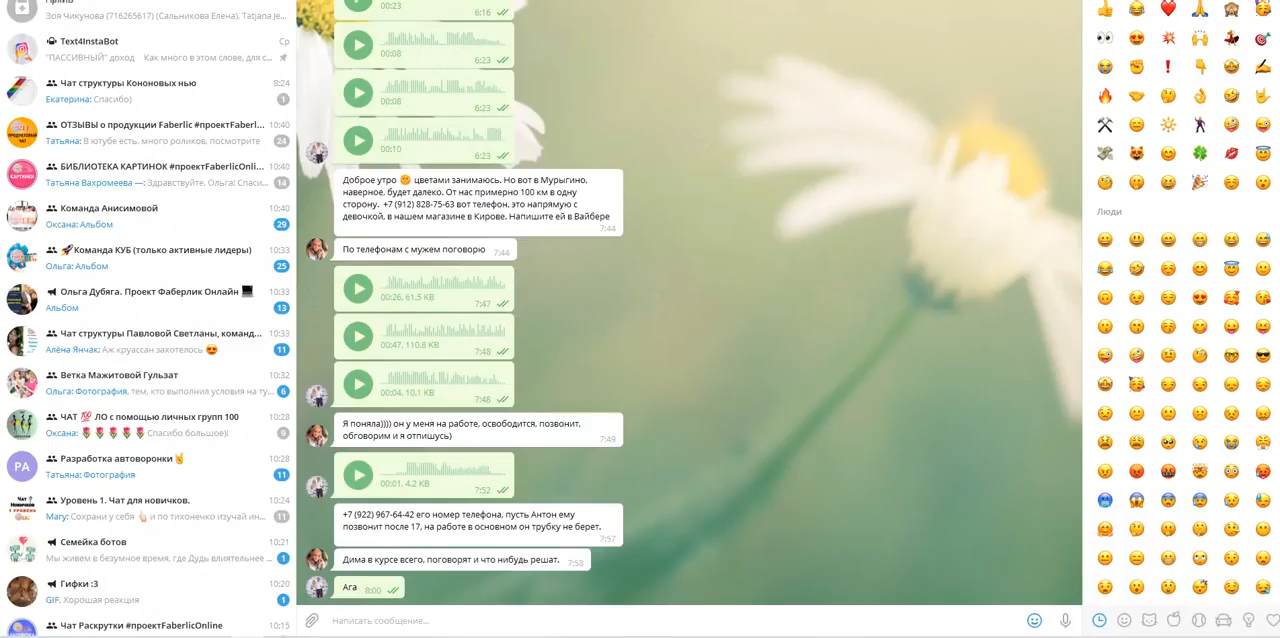 Архив
Зоя Чикунова (716265617) (Сальникова Елена). Tatjana Je...
Text4InstaBot
Ср
"ПАССИВНЫЙ" доход Как много в этом слове, для с...
Чат структуры Кононовых нью
8:24
Екатерина: Спасибо)
1
ОТЗЫВЫ о продукции Faberlic #проектFaberl...
10:40
Татьяна: В ютубе есть. много роликов, посмотрите
24
БИБЛИОТЕКА КАРТИНОК #проектFaberlicOnli...
10:40
Татьяна Вахромеева —: Здравствуйте, Ольга! Спаси...
14
Команда Анисимовой
10:40
Оксана: Альбом
29
Команда КУБ (только активные лидеры)
10:33
Ольга: Альбом
25
Ольга Дубяга. Проект Фаберлик Онлайн
10:33
Альбом
13
Чат структуры Павловой Светланы, команд...
10:33
Алёна Янчак: Аж круассан захотелось 😍
11
Ветка Мажитовой Гульзат
10:32
Ольга: Фотография, тем, кто выполнил условия на ту...
6
ЧАТ 💯 ЛО с помощью личных групп 100
10:28
Оксана: 🌷🌷🌷🌷🌷Спасибо большое)!
9
PA
Разработка автоворонки
10:28
Татьяна: Фотография
11
Уровень 1. Чат для новичков.
10:24
Mary: Сохрани у себя 👆 и по тихонечко изучай ин...
11
Семейка ботов
10:21
Мы живем в безумное время. где Дудь влиятельнее ...
1
Гифки :3
10:20
GIF. Хорошая реакция
1
Чат Раскрутки #проектFaberlicOnline
10:15
00:23
6:16
00:08
6:23
00:08
6:23
00:10
6:23
Доброе утро 🤗 цветами занимаюсь. Но вот в Мурыгино,
наверное, будет далеко. От нас примерно 100 км в одну
сторону. +7 (912) 828-75-63 вот телефон, это напрямую с
девочкой, в нашем магазине в Кирове. Напишите ей в Вайбере
7:44
По телефонам с мужем поговорю
7:44
00:26, 61.5 KB
7:47
00:47, 110.8 KB
7:48
00:04, 10.1 KB
7:48
Я поняла)))) он у меня на работе, освободится, позвонит,
обговорим и я отпишусь)
7:49
00:01, 4.2 KB
7:52
+7 (922) 967-64-42 его номер телефона, пусть Антон ему
позвонит после 17, на работе в основном он трубку не берет.
7:57
Дима в курсе всего, поговорят и что нибудь решат.
7:58
Ага
8:00
Написать сообщение...
Люди